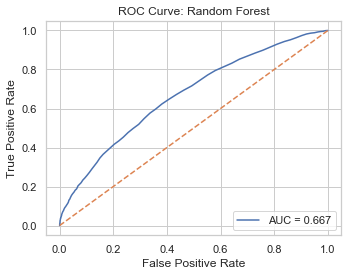 ROC Curve: Random Forest
1.0
0.8
0.6
0.4
0.2
0.0
True Positive Rate
AUC = 0.667
0.0 0.2 0.4 0.6 0.8 1.0
False Positive Rate